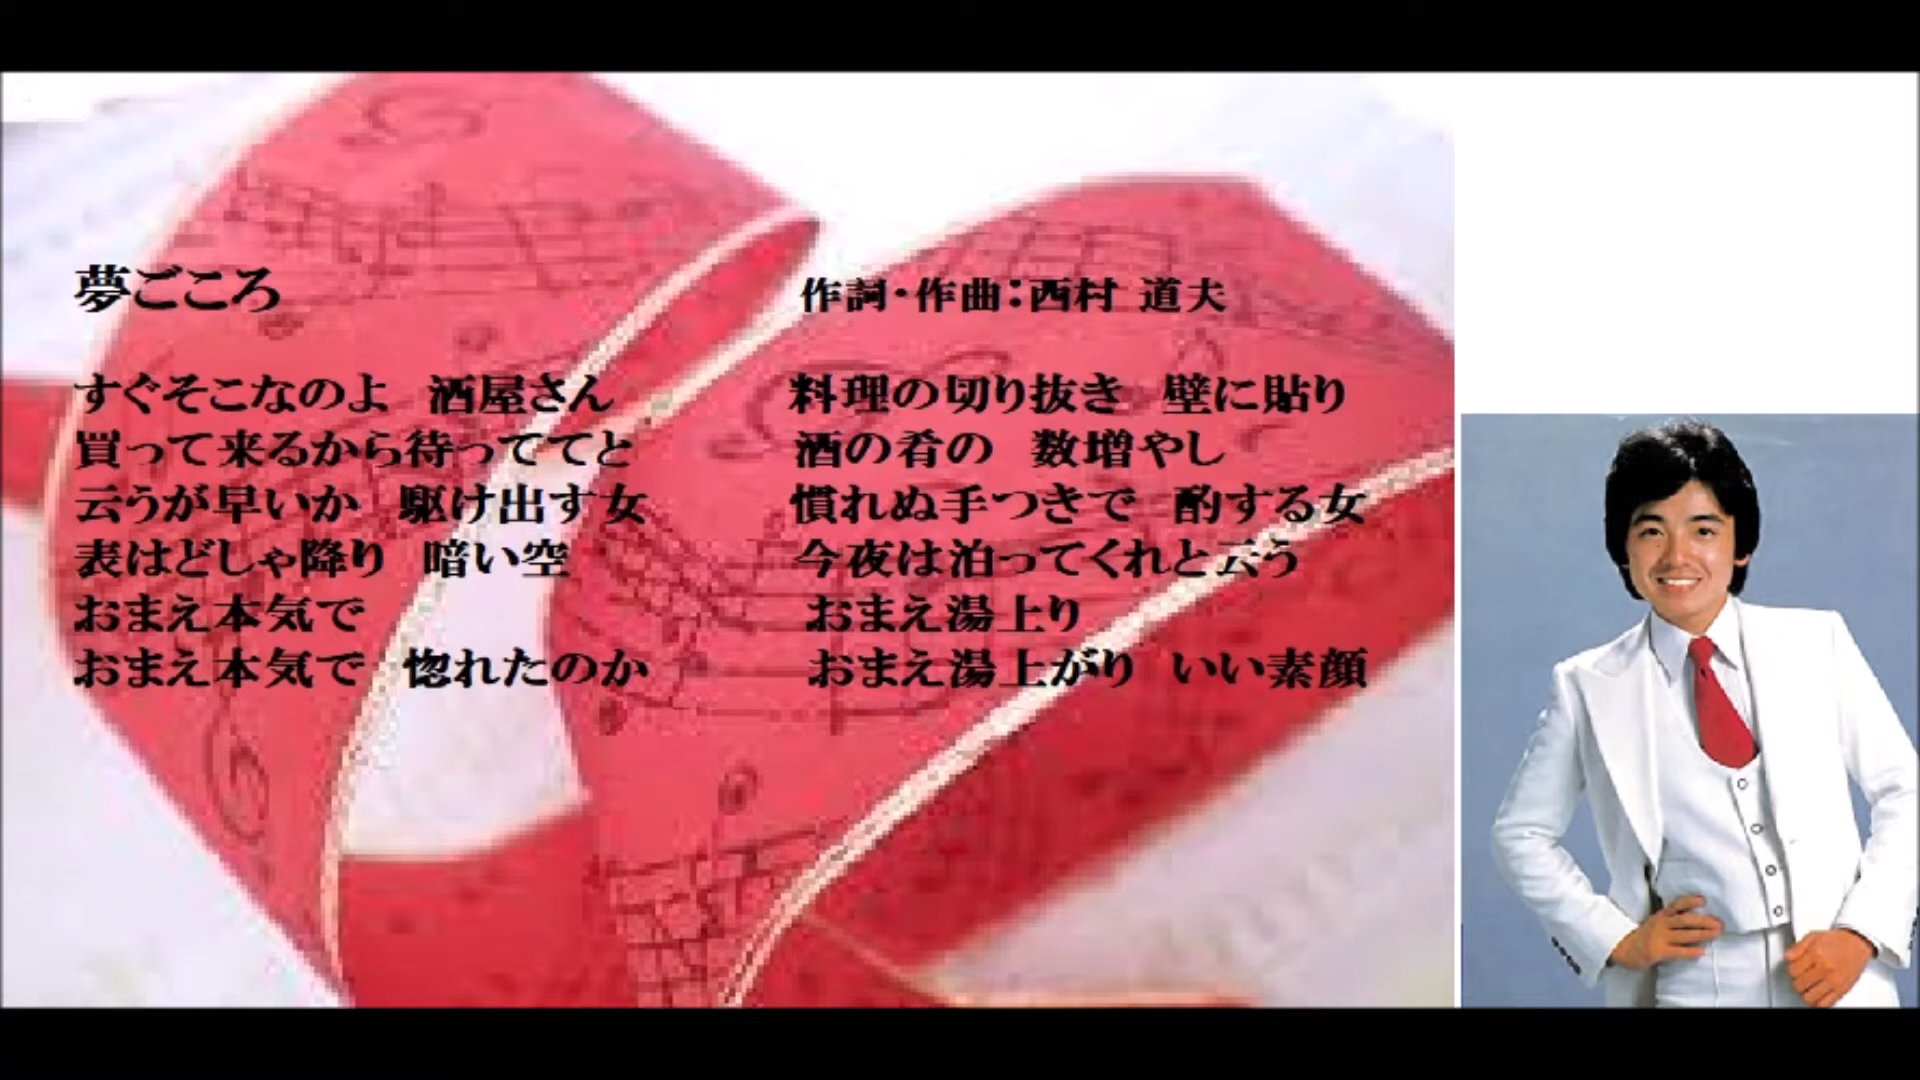 夢ごころ
作詞・作曲：西村 道夫
すぐそこなのよ 酒屋さん
買って来るから待っててと
云うが早いか 駆け出す女
表はどしゃ降り 暗い空
おまえ本気で
おまえ本気で 惚れたのか
料理の切り抜き 壁に貼り
酒の肴の 数増やし
慣れぬ手つきで 酌する女
今夜は泊ってくれと云う
おまえ湯上り
おまえ湯上がり いい素顔